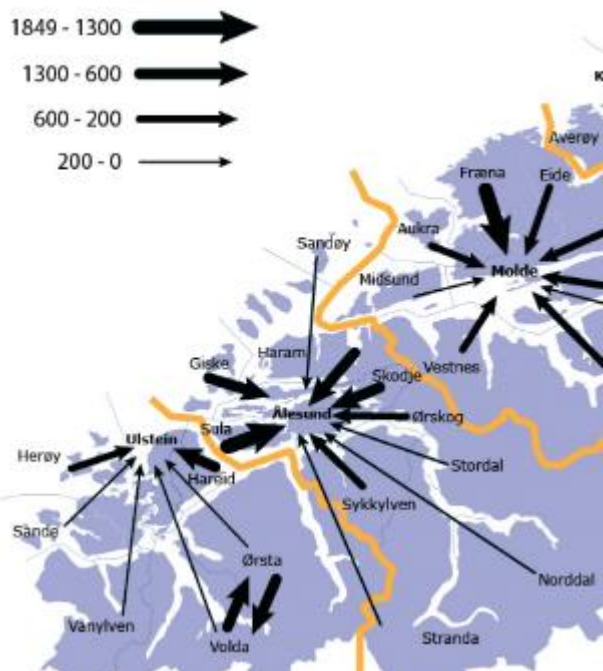 1849 - 1300
1300 - 600
600 - 200
200 - 0
K
Averøy
Fræna
Eide
Aukra
Sandøy
Molde
Midsund
Haram
Giske
Vestnes
Skodje
Ålesund
Ørskog
Sula
Ulstein
Herøy
Stordal
Hareid
Sykkylven
Sande
Ørsta
Norddal
Vanylven
Stranda
Volda